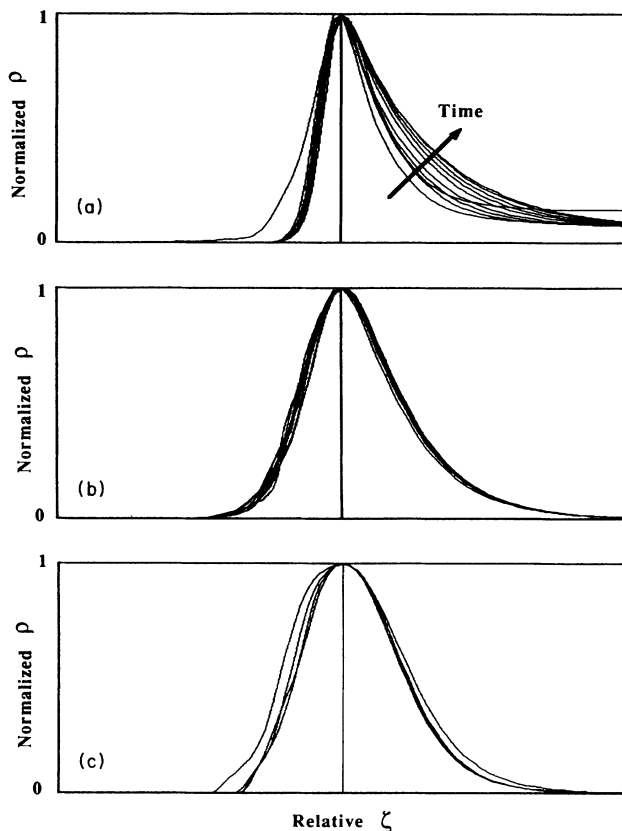 1
Normalized ρ
Time
(a)
0
1
Normalized ρ
(b)
0
1
Normalized ρ
(c)
0
Relative ζ